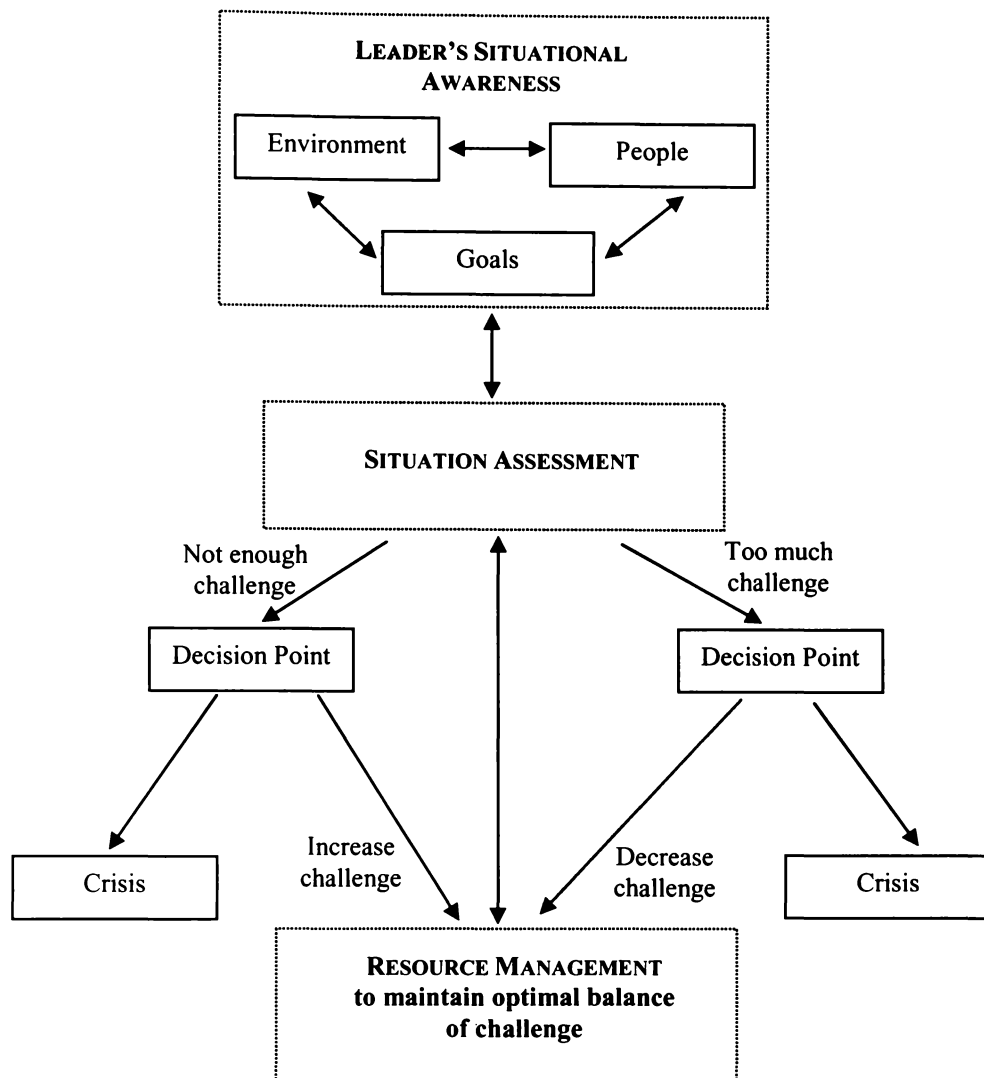 LEADER'S SITUATIONAL
AWARENESS
Environment
People
Goals
SITUATION ASSESSMENT
Not enough
challenge
Too much
challenge
Decision Point
Decision Point
Increase
challenge
Decrease
challenge
Crisis
Crisis
RESOURCE MANAGEMENT
to maintain optimal balance
of challenge